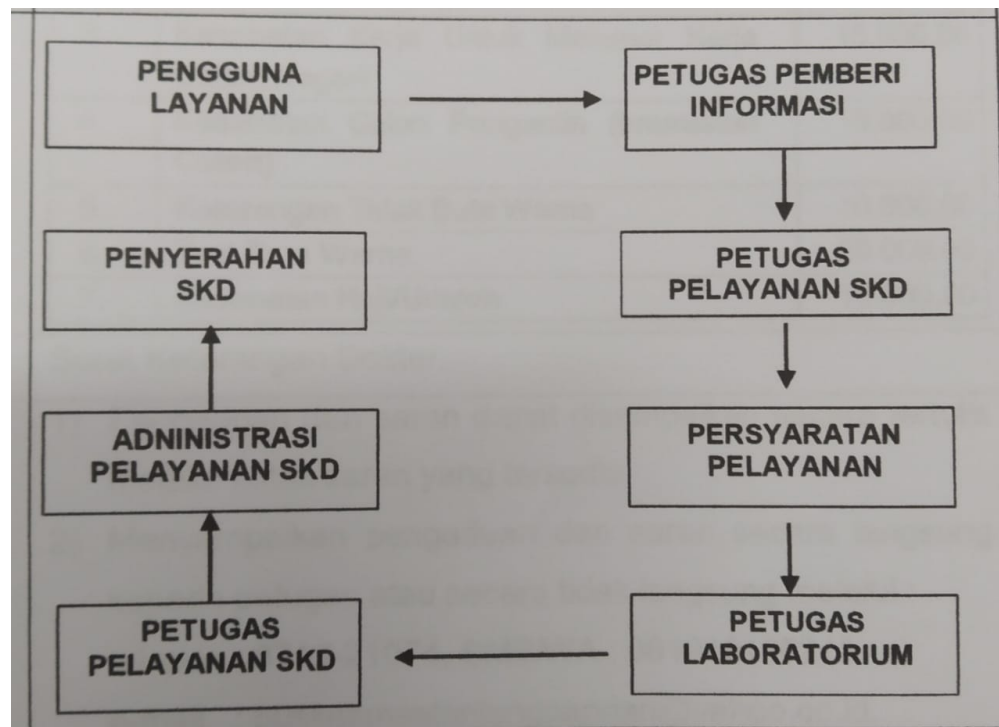 PENGGUNA
LAYANAN
PETUGAS PEMBERI
INFORMASI
PETUGAS
PELAYANAN SKD
PERSYARATAN
PELAYANAN
PETUGAS
LABORATORIUM
PETUGAS
PELAYANAN SKD
ADNINISTRASI
PELAYANAN SKD
PENYERAHAN
SKD